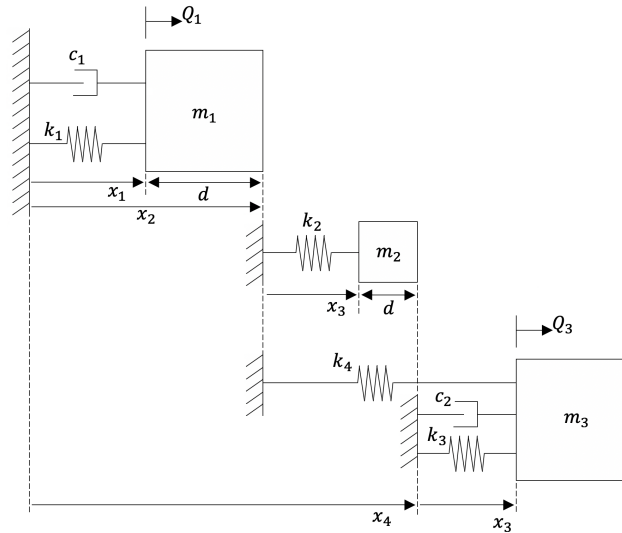 Q₁
c₁
m₁
k₁
x₁
d
x₂
k₂
m₂
x₃
d
Q₃
k₄
c₂
m₃
k₃
x₄
x₃